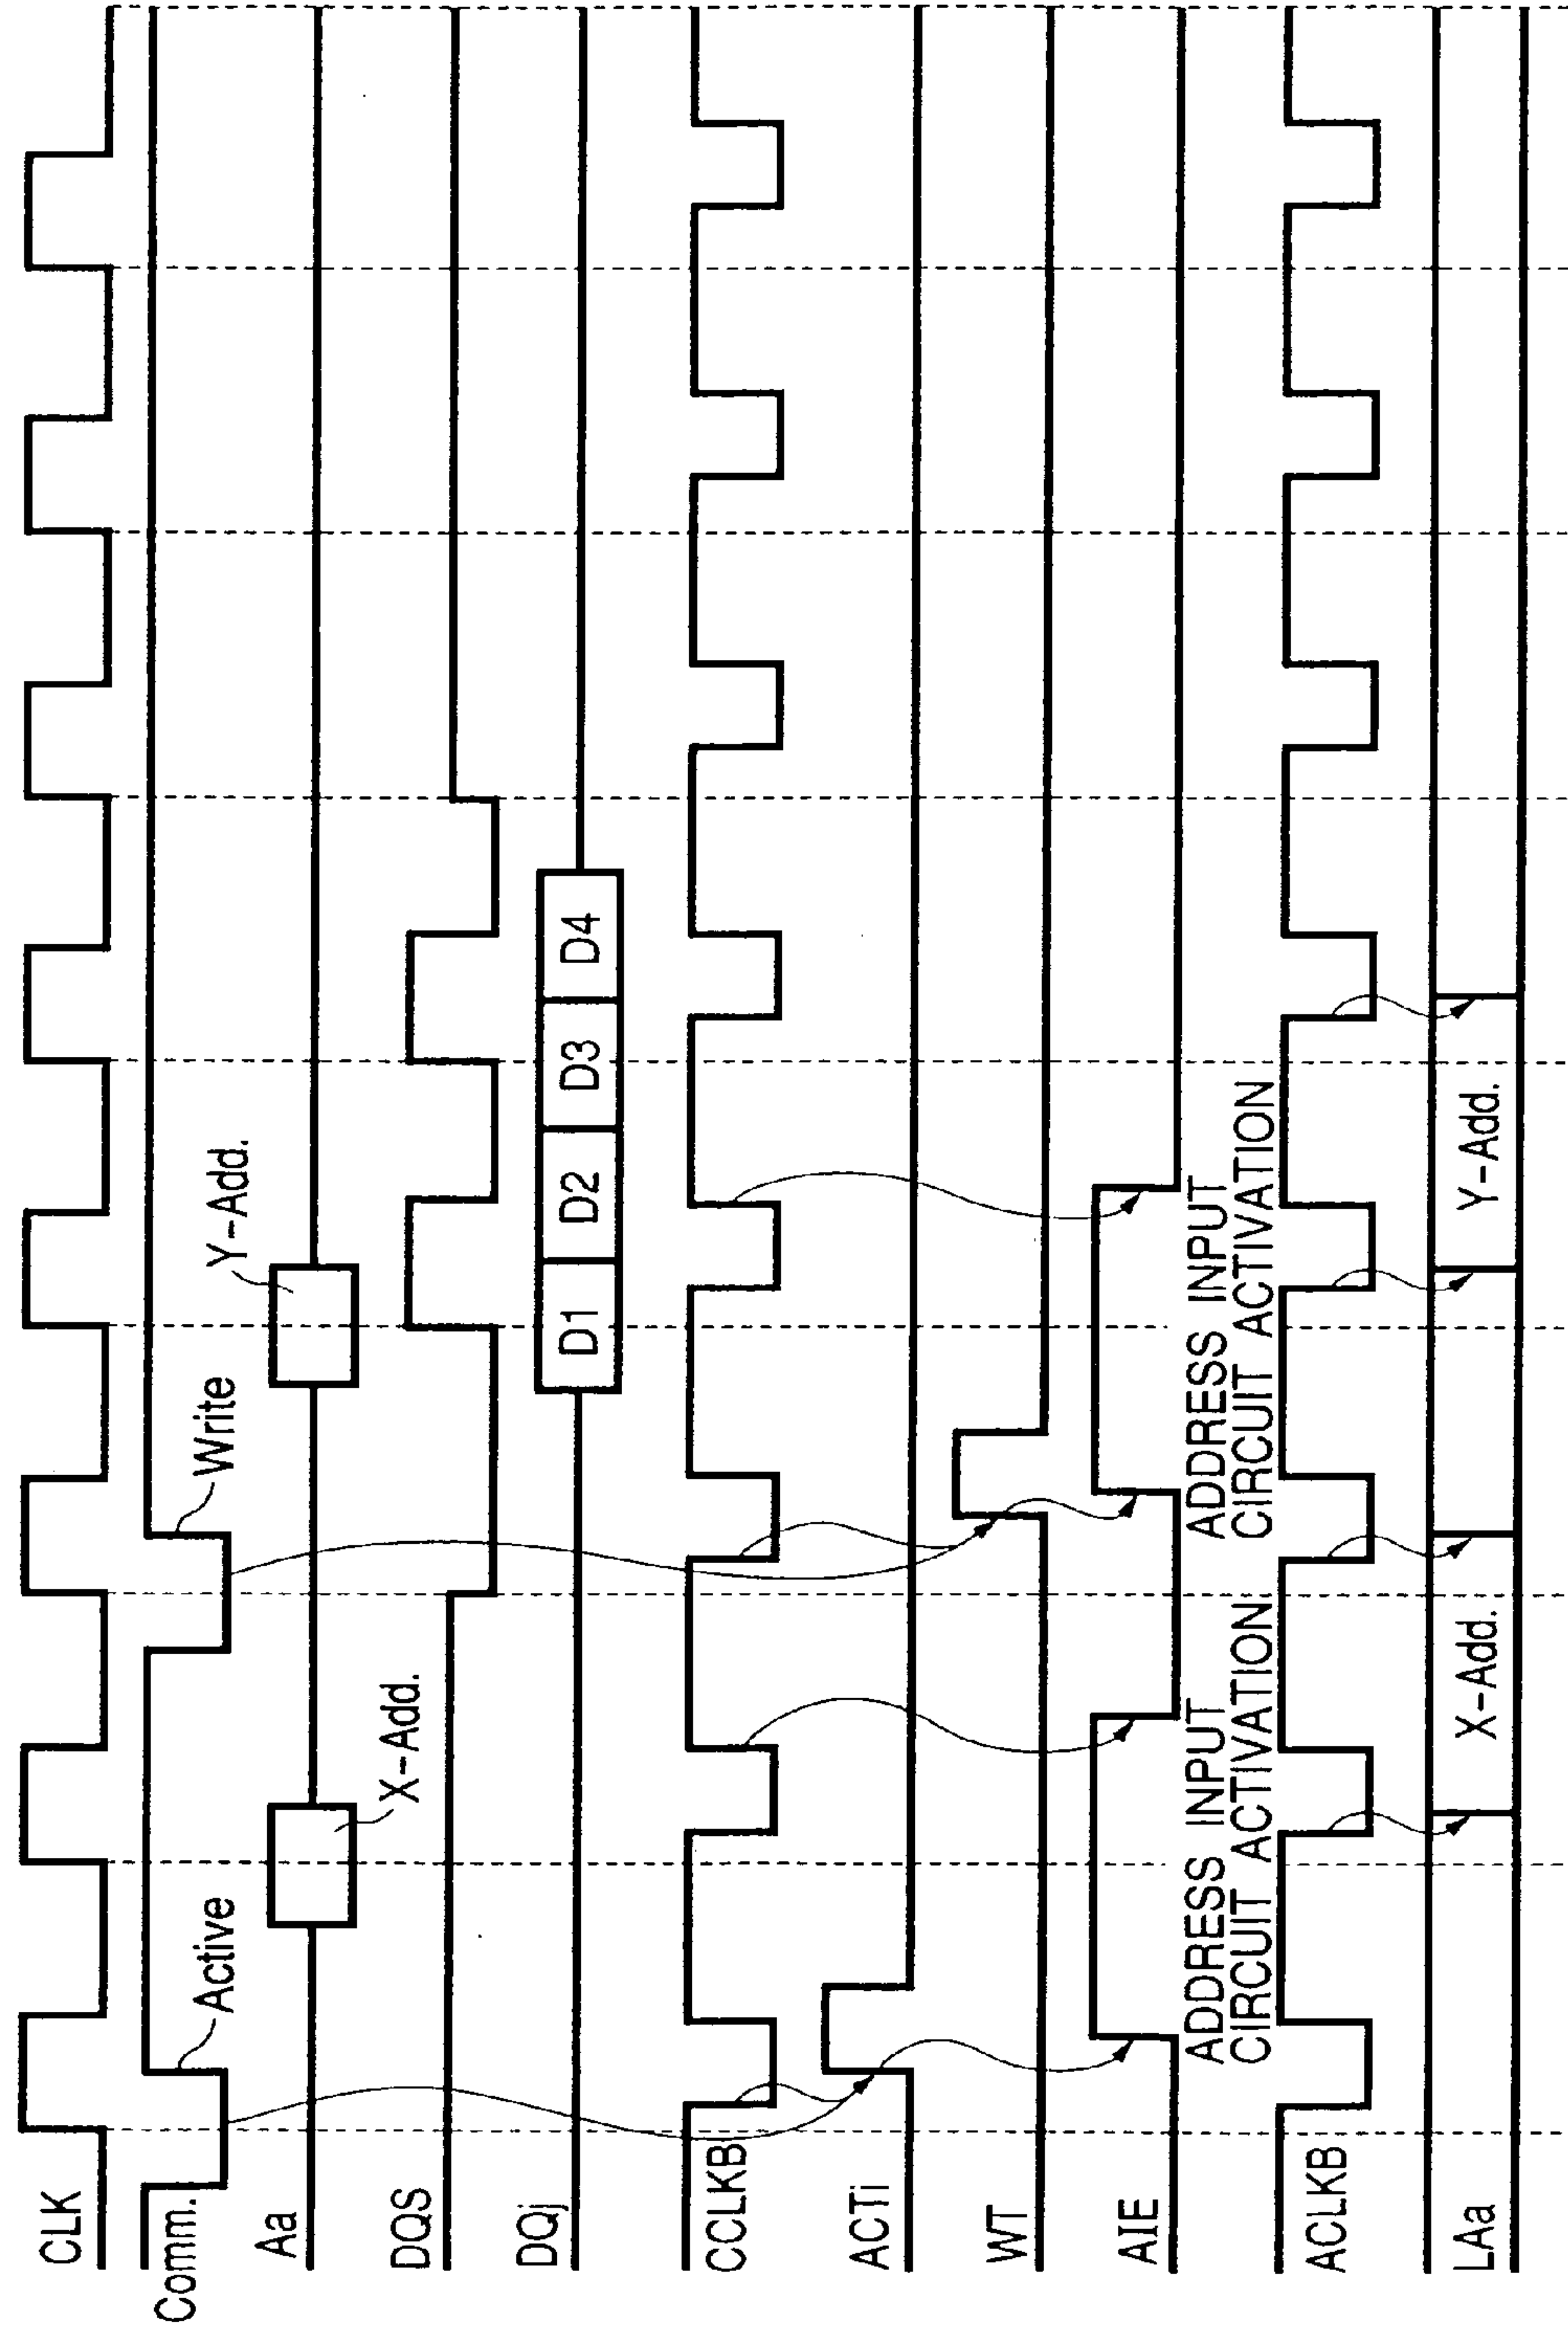 CLK
Comm.
Active
Write
Aa
X-Add.
Y-Add.
DQS
DQj
D1
D2
D3
D4
CCLKB
ACTi
WT
AIE
ADDRESS INPUT
CIRCUIT ACTIVATION
ADDRESS INPUT
CIRCUIT ACTIVATION
ACLKB
LAa
X-Add.
Y-Add.